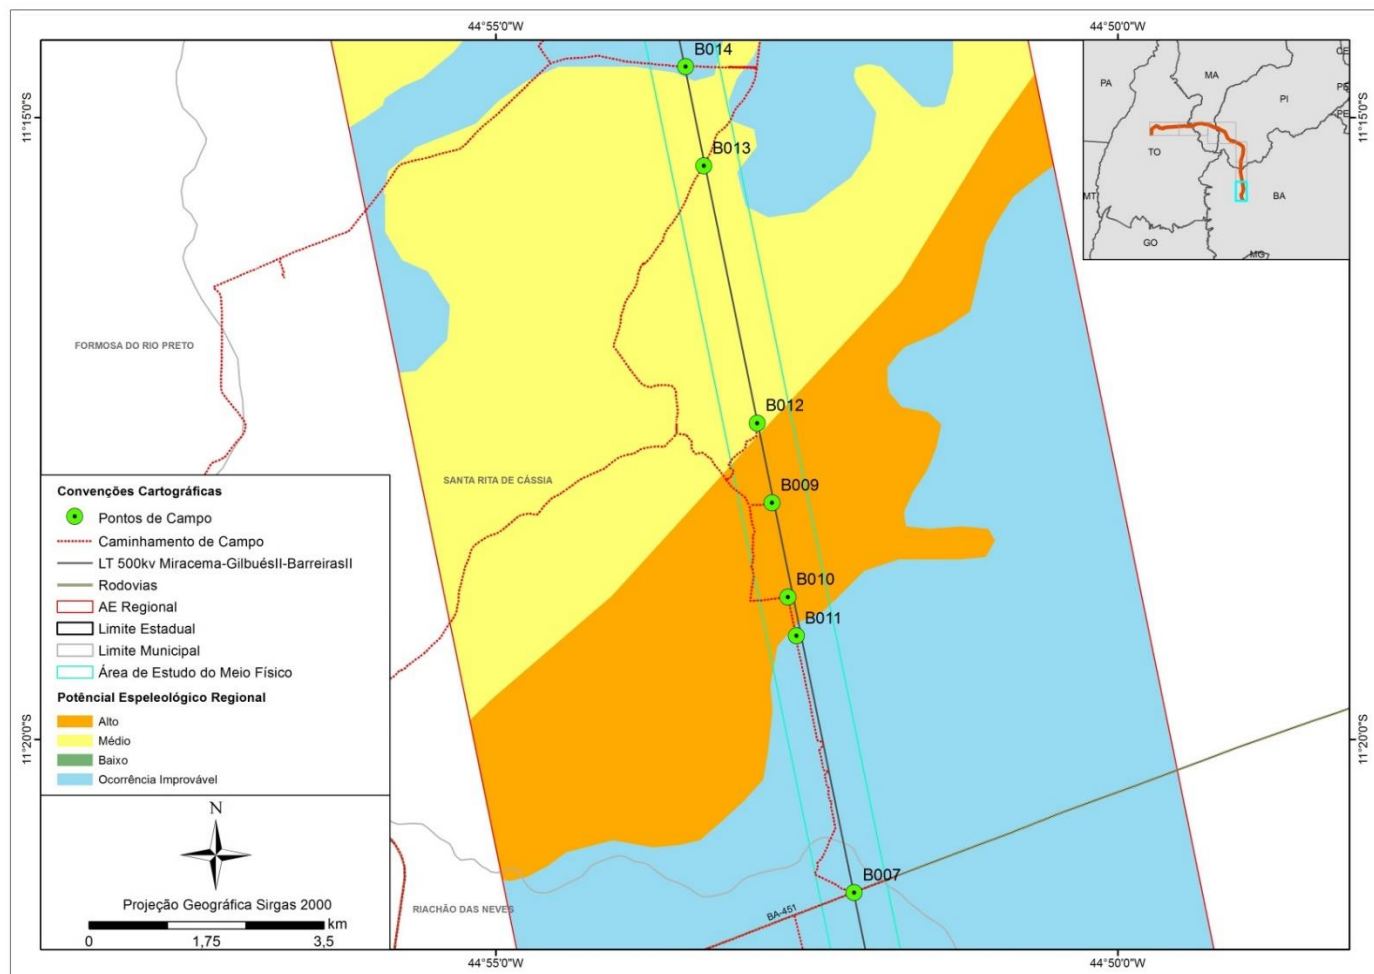 44°55'0"W
44°50'0"W
B014
11°15'0"S
11°15'0"S
PA
MA
CE
PI
PB
PE
TO
MT
BA
GO
MG
B013
FORMOSA DO RIO PRETO
B012
SANTA RITA DE CÁSSIA
B009
B010
B011
Convenções Cartográficas
Pontos de Campo
Caminhamento de Campo
LT 500kv Miracema-GilbuésII-BarreirasII
Rodovias
AE Regional
Limite Estadual
Limite Municipal
Área de Estudo do Meio Físico
Potêncial Espeleológico Regional
Alto
Médio
Baixo
Ocorrência Improvável
11°20'0"S
11°20'0"S
N
Projeção Geográfica Sirgas 2000
km
0
1,75
3,5
B007
BA-451
RIACHÃO DAS NEVES
44°55'0"W
44°50'0"W